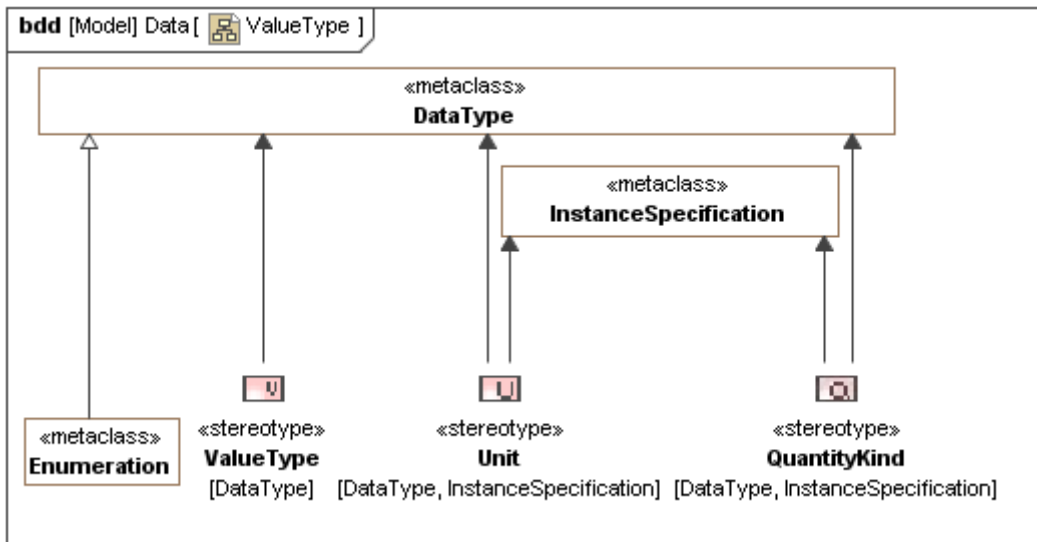 bdd [Model] Data [ ValueType ]
«metaclass»
DataType
«metaclass»
InstanceSpecification
«metaclass»
Enumeration
V
«stereotype»
ValueType
[DataType]
U
«stereotype»
Unit
[DataType, InstanceSpecification]
Q
«stereotype»
QuantityKind
[DataType, InstanceSpecification]